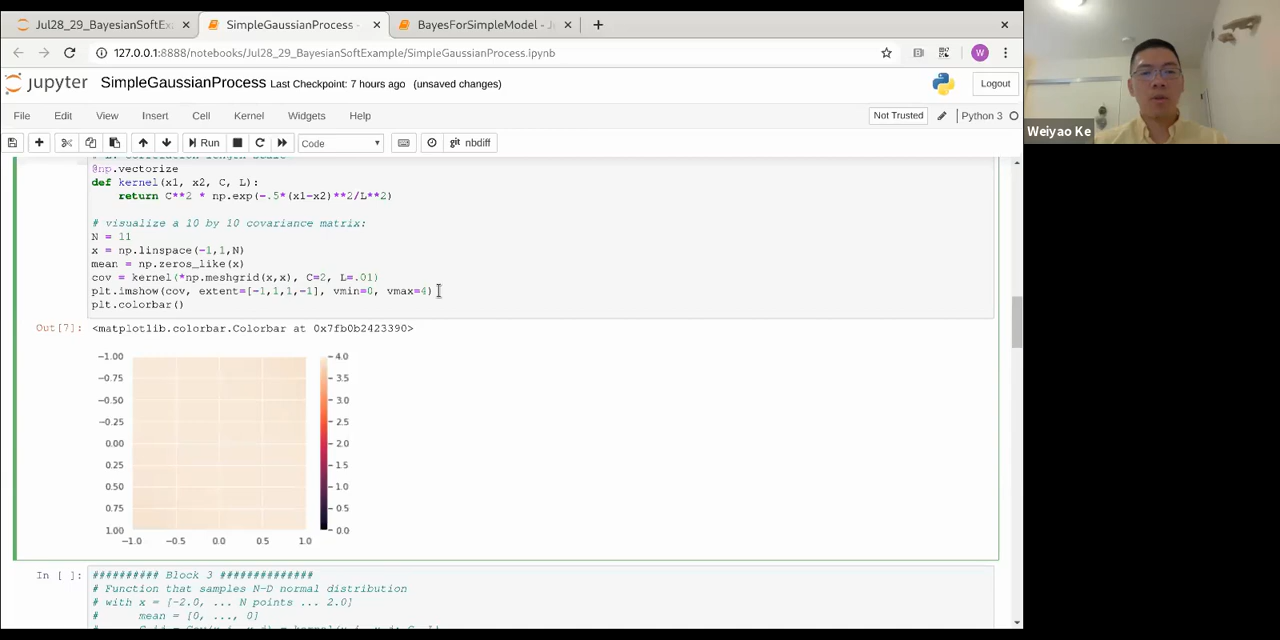 Jul28_29_BayesianSoftEx:
SimpleGaussianProcess -
BayesForSimpleModel - J
127.0.0.1:8888/notebooks/Jul28_29_BayesianSoftExample/SimpleGaussianProcess.ipynb
W
jupyter SimpleGaussianProcess Last Checkpoint: 7 hours ago (unsaved changes)
Logout
File Edit View Insert Cell Kernel Widgets Help
Not Trusted
Python 3
Run
Code
git nbdiff
# L: correlation length scale
@np.vectorize
def kernel(x1, x2, C, L):
return C**2 * np.exp(-.5*(x1-x2)**2/L**2)
# visualize a 10 by 10 covariance matrix:
N = 11
x = np.linspace(-1,1,N)
mean = np.zeros_like(x)
cov = kernel(*np.meshgrid(x,x), C=2, L=.01)
plt.imshow(cov, extent=[-1,1,1,-1], vmin=0, vmax=4)
plt.colorbar()
Out[7]: <matplotlib.colorbar.Colorbar at 0x7fb0b2423390>
−1.00
−0.75
−0.50
−0.25
0.00
0.25
0.50
0.75
1.00
−1.0 −0.5 0.0 0.5 1.0
4.0
3.5
3.0
2.5
2.0
1.5
1.0
0.5
0.0
In [ ]: ########## Block 3 ##############
# Function that samples N-D normal distribution
# with x = [-2.0, ... N points ... 2.0]
# mean = [0, ..., 0]
Weiyao Ke